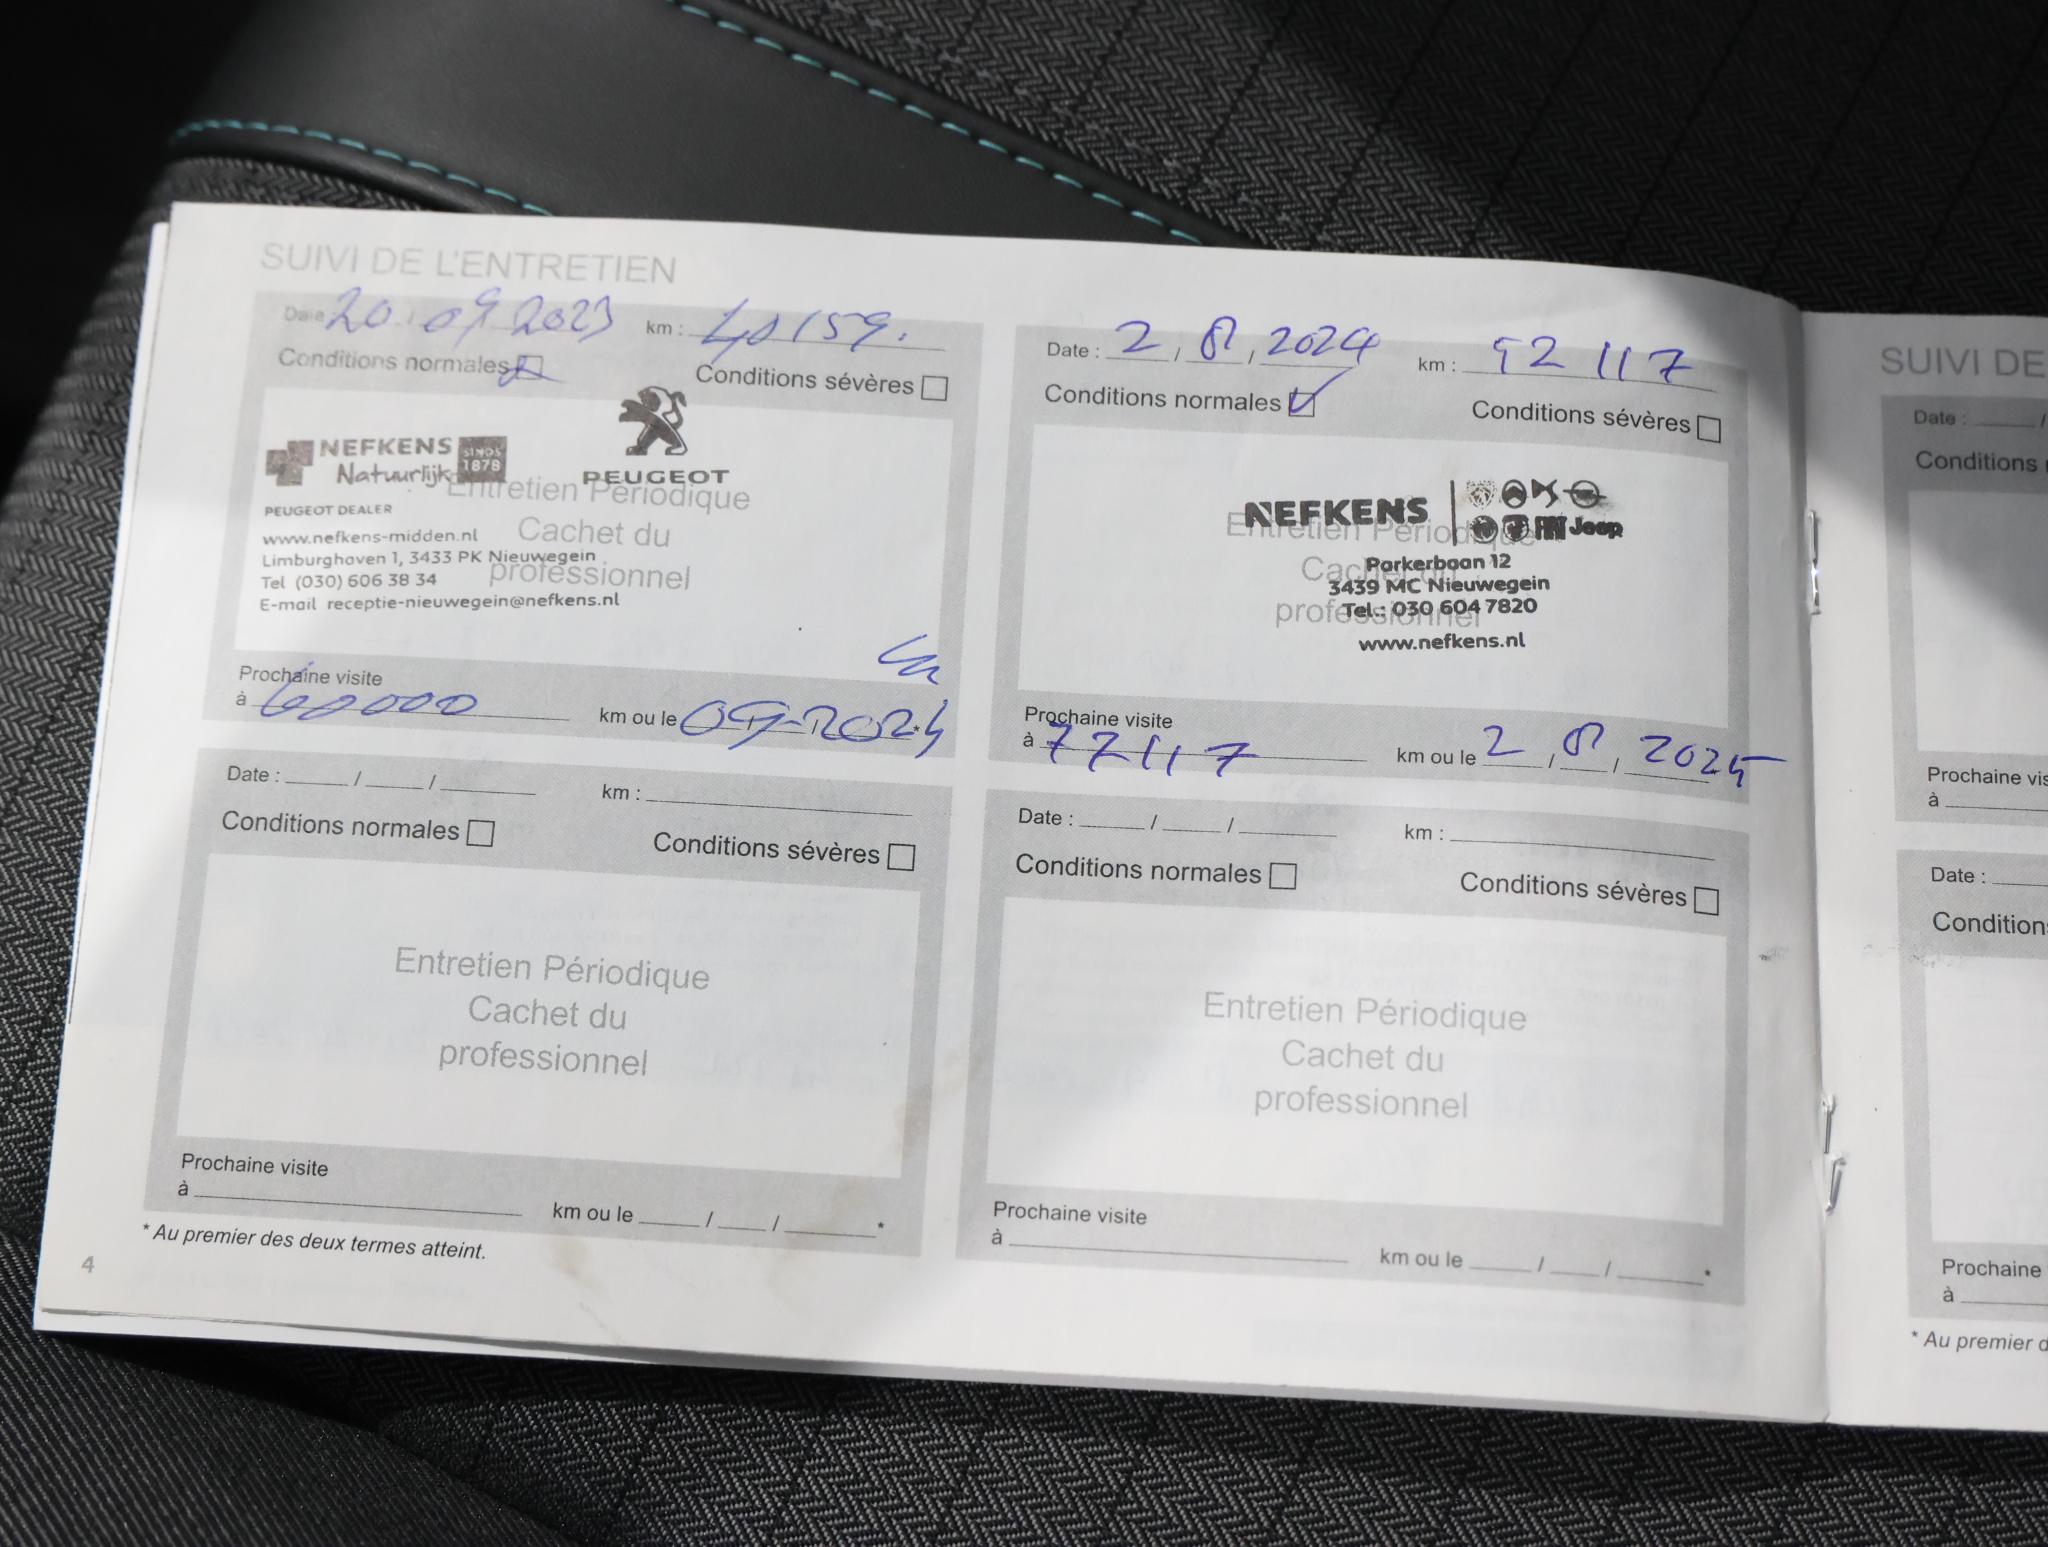 SUIVI DE L'ENTRETIEN
Date 20 09 2023 km : 40159.
Conditions normales Conditions sévères
NEFKENS SINDS 1878
Natuurlijk
PEUGEOT
PEUGEOT DEALER
www.nefkens-midden.nl
Limburghaven 1, 3433 PK Nieuwegein
Tel (030) 606 38 34
E-mail receptie-nieuwegein@nefkens.nl
Entretien Périodique
Cachet du
professionnel
Prochaine visite
à 60000 km ou le 09-2024 *
Date : 2 / 8 / 2024 km : 52117
Conditions normales Conditions sévères
NEFKENS
FIAT Jeep
Parkerbaan 12
3439 MC Nieuwegein
Tel.: 030 604 7820
www.nefkens.nl
Entretien Périodique
Cachet du
professionnel
Prochaine visite
à 72117 km ou le 2 / 8 / 2025
Date : / / km :
Conditions normales Conditions sévères
Entretien Périodique
Cachet du
professionnel
Prochaine visite
à km ou le / / *
Date : / / km :
Conditions normales Conditions sévères
Entretien Périodique
Cachet du
professionnel
Prochaine visite
à km ou le / / *
* Au premier des deux termes atteint.
4
SUIVI DE
Date : /
Conditions
Prochaine vis
à
Date :
Condition
Prochaine
à
* Au premier d